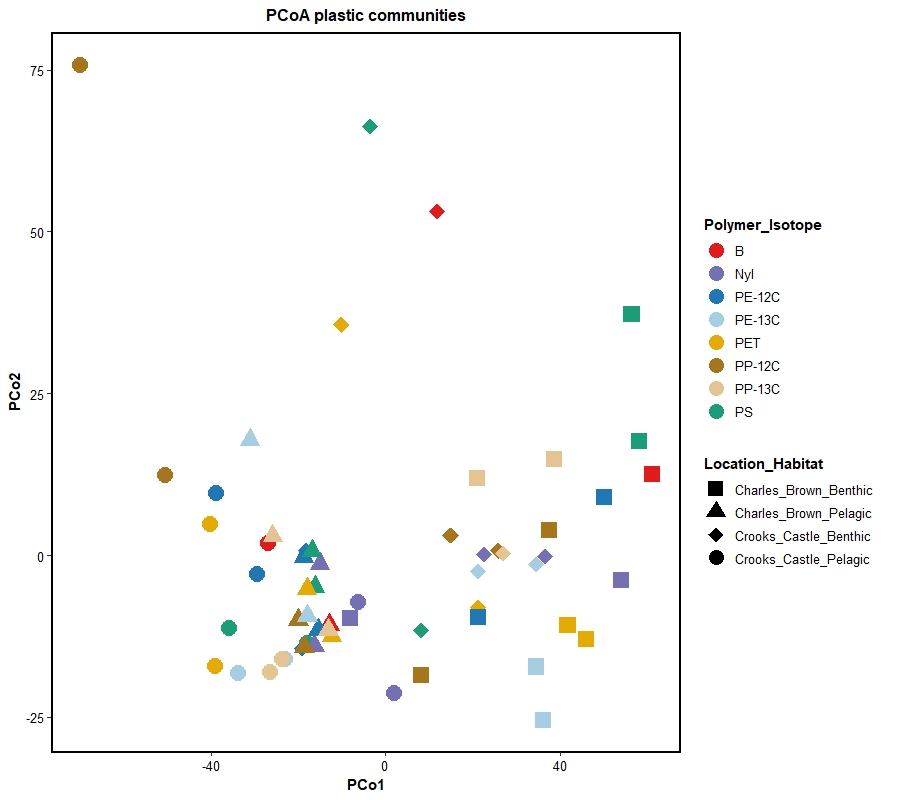 PCoA plastic communities
75
50
25
0
-25
PCo2
-40
0
40
PCo1
Polymer_Isotope
B
Nyl
PE-12C
PE-13C
PET
PP-12C
PP-13C
PS
Location_Habitat
Charles_Brown_Benthic
Charles_Brown_Pelagic
Crooks_Castle_Benthic
Crooks_Castle_Pelagic